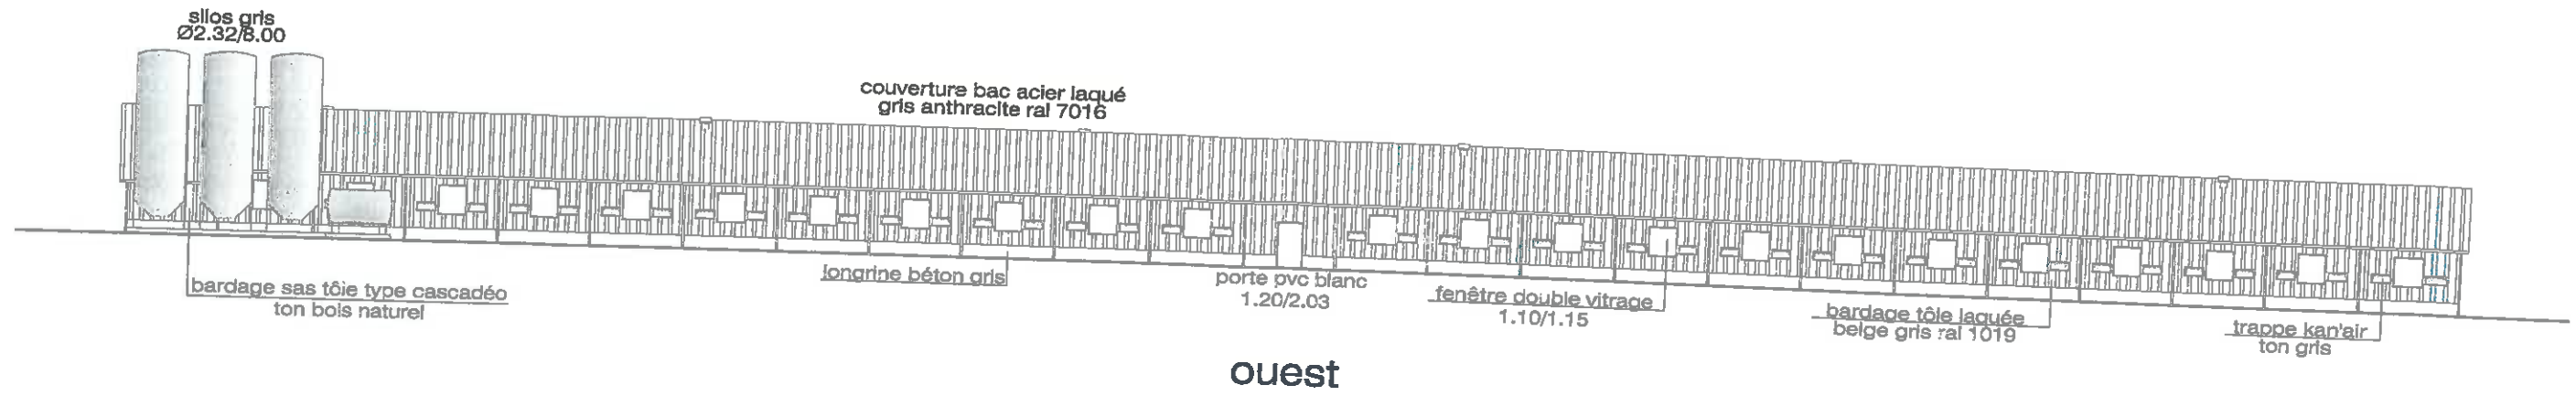 silos gris
Ø2.32/8.00
couverture bac acier laqué
gris anthracite ral 7016
bardage sas tôle type cascadéo
ton bois naturel
longrine béton gris
porte pvc blanc
1.20/2.03
fenêtre double vitrage
1.10/1.15
bardage tôle laquée
beige gris ral 1019
trappe kan'air
ton gris
ouest